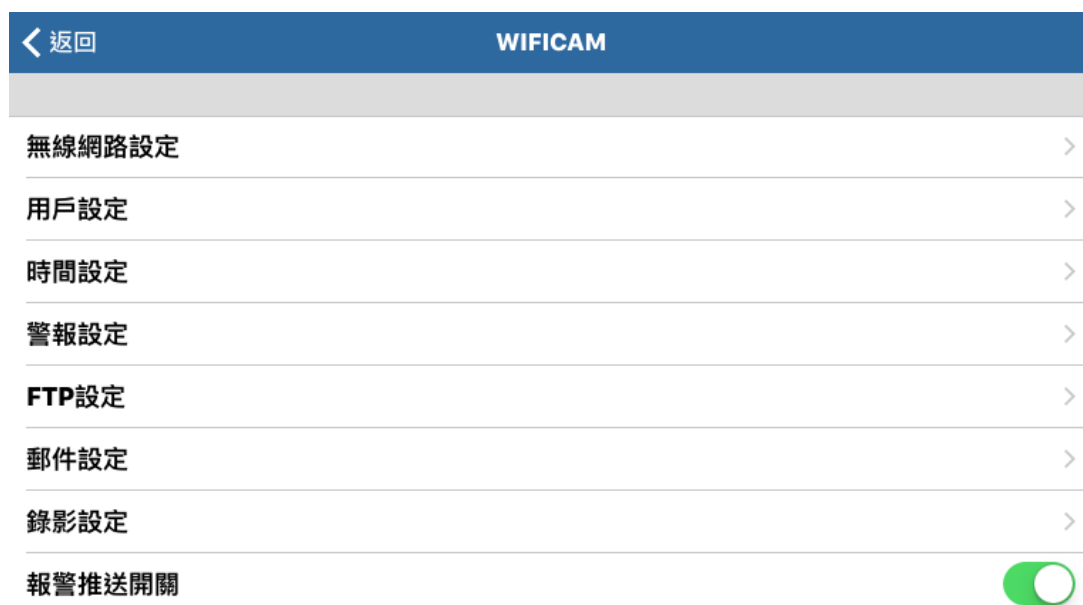 返回
WIFICAM
無線網路設定
用戶設定
時間設定
警報設定
FTP設定
郵件設定
錄影設定
報警推送開關